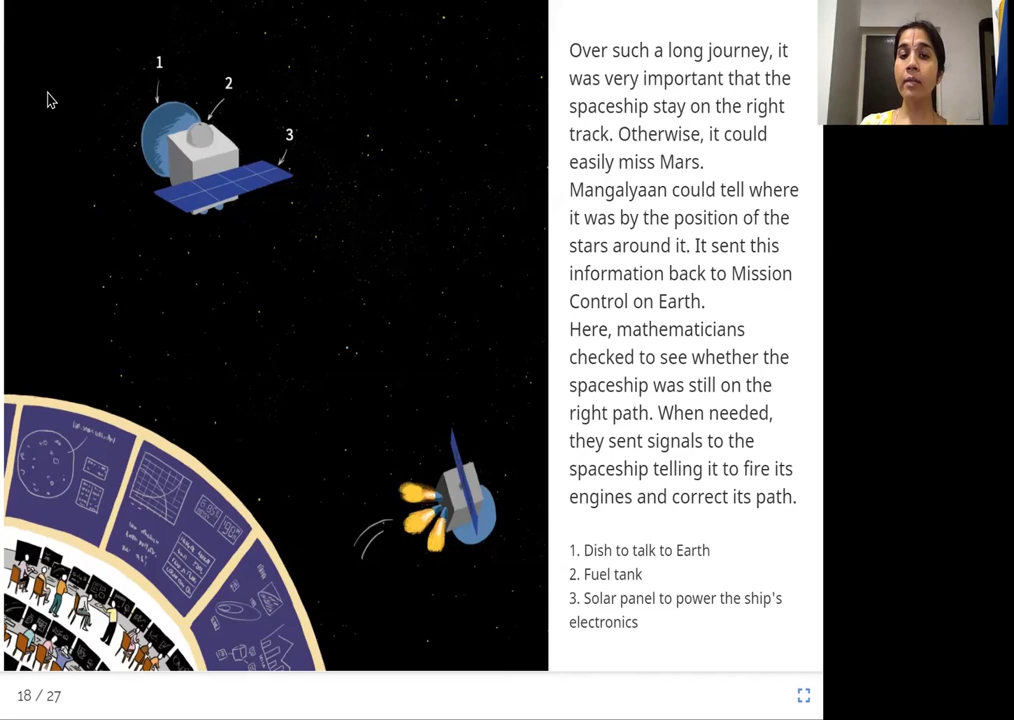 1
2
3
Over such a long journey, it
was very important that the
spaceship stay on the right
track. Otherwise, it could
easily miss Mars.
Mangalyaan could tell where
it was by the position of the
stars around it. It sent this
information back to Mission
Control on Earth.
Here, mathematicians
checked to see whether the
spaceship was still on the
right path. When needed,
they sent signals to the
spaceship telling it to fire its
engines and correct its path.
1. Dish to talk to Earth
2. Fuel tank
3. Solar panel to power the ship's
electronics
18 / 27